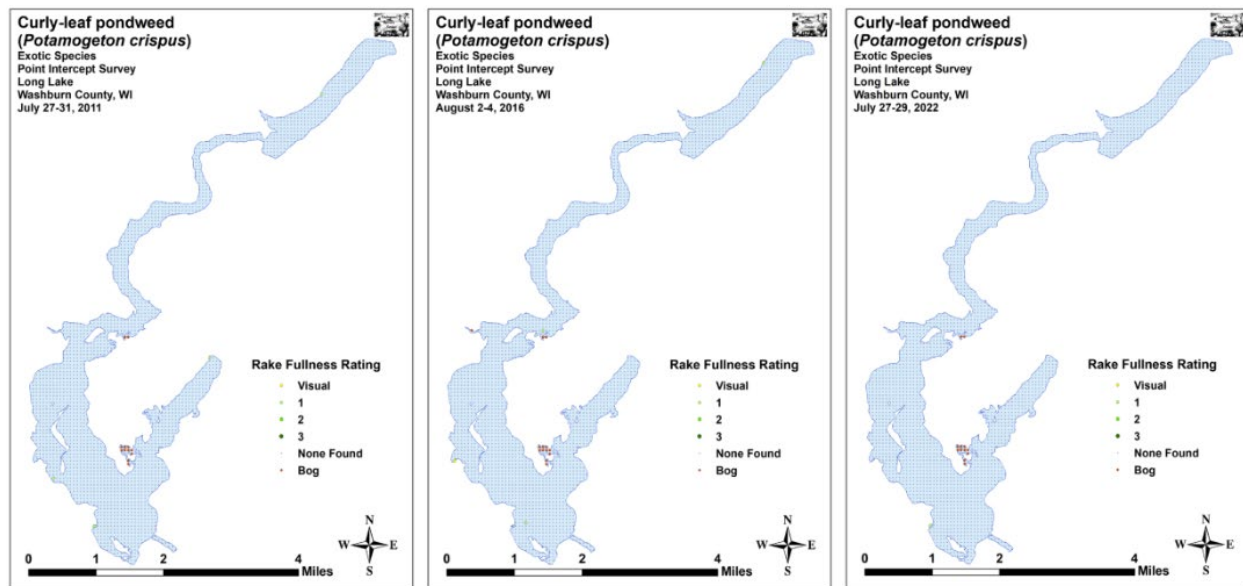 Curly-leaf pondweed
(Potamogeton crispus)
Exotic Species
Point Intercept Survey
Long Lake
Washburn County, WI
July 27-31, 2011
Rake Fullness Rating
Visual
1
2
3
None Found
Bog
N
W E
S
0 1 2 4
Miles
Curly-leaf pondweed
(Potamogeton crispus)
Exotic Species
Point Intercept Survey
Long Lake
Washburn County, WI
August 2-4, 2016
Rake Fullness Rating
Visual
1
2
3
None Found
Bog
N
W E
S
0 1 2 4
Miles
Curly-leaf pondweed
(Potamogeton crispus)
Exotic Species
Point Intercept Survey
Long Lake
Washburn County, WI
July 27-29, 2022
Rake Fullness Rating
Visual
1
2
3
None Found
Bog
N
W E
S
0 1 2 4
Miles